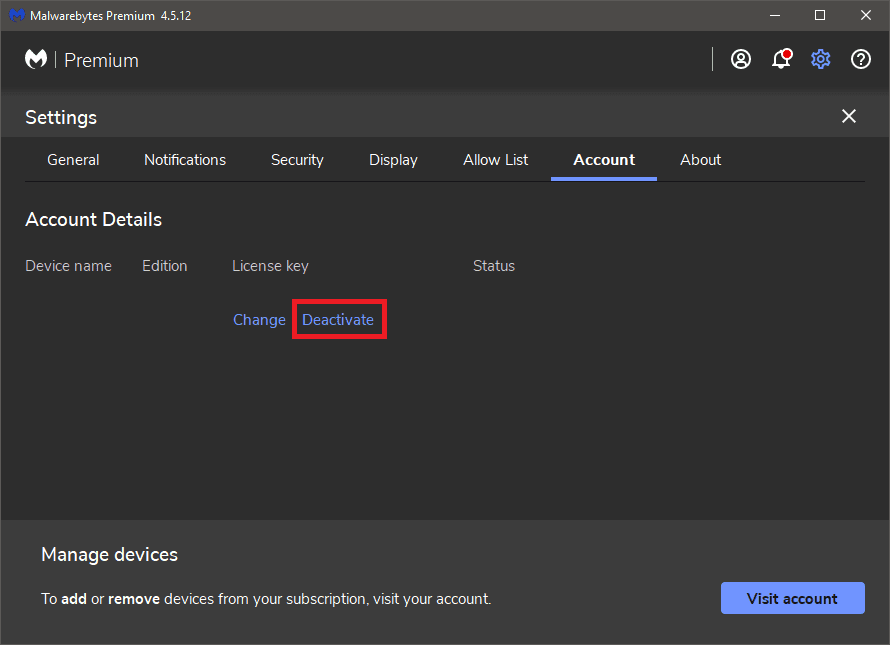 Malwarebytes Premium 4.5.12
Premium
Settings
General Notifications Security Display Allow List Account About
Account Details
Device name Edition License key Status
Change Deactivate
Manage devices
To add or remove devices from your subscription, visit your account.
Visit account